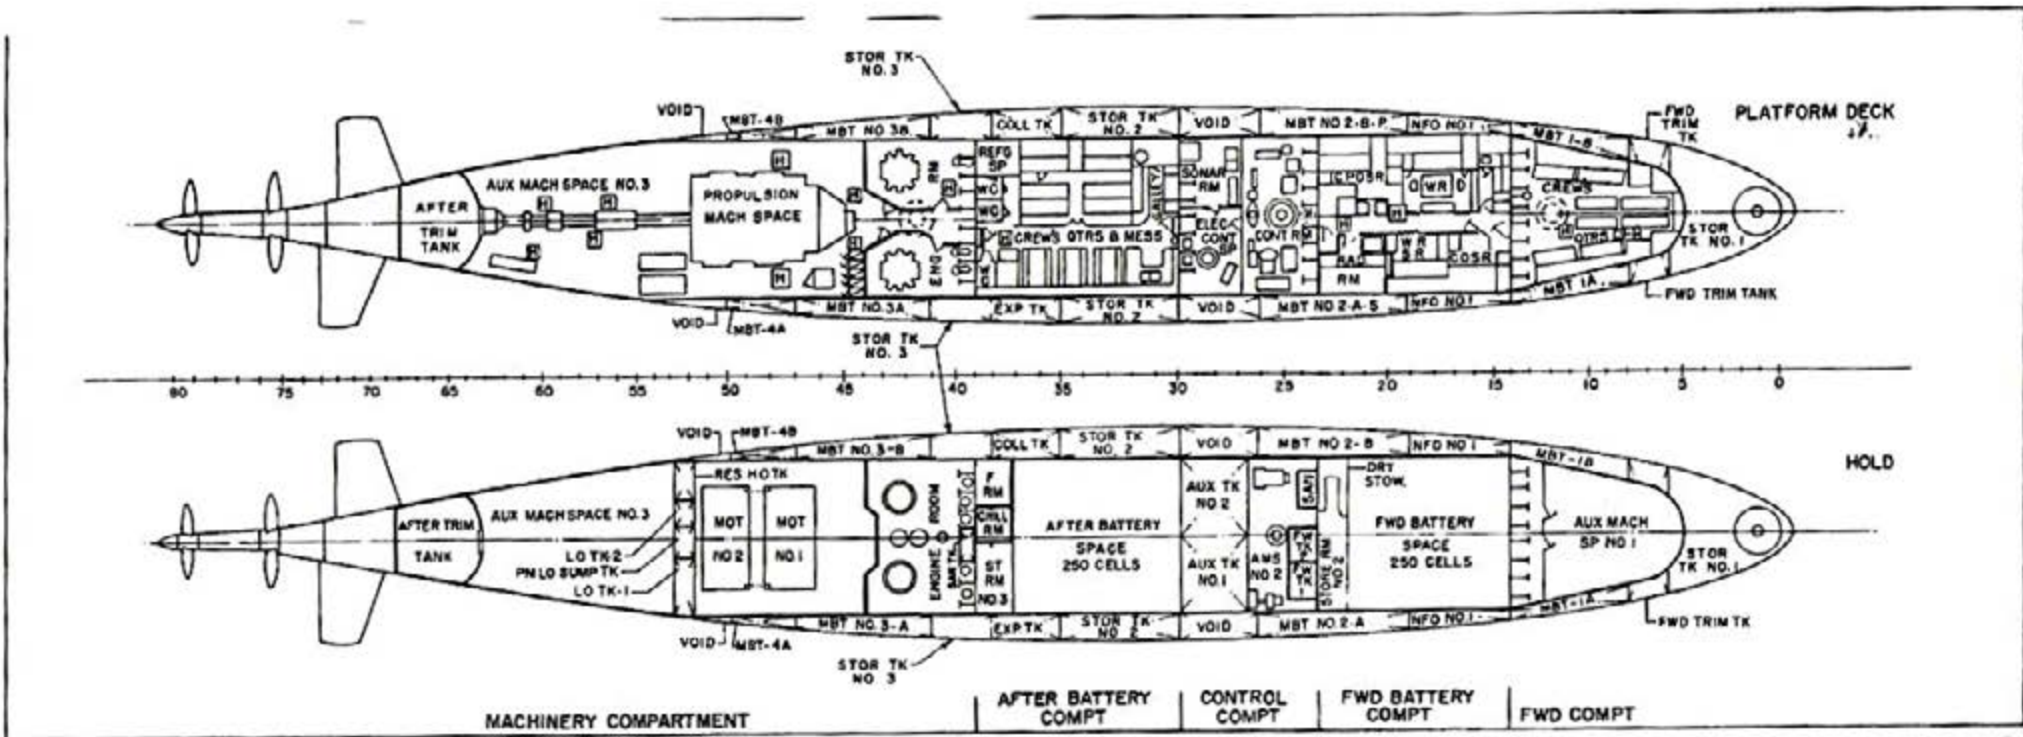 STOR TK
NO. 3
VOID
MBT-4B
MBT NO 3B
COLL TK
STOR TK
NO. 2
VOID
MBT NO 2-B-P
NFO NO 1
MBT 1-B
FWD
TRIM
TK
PLATFORM DECK
AFTER
TRIM
TANK
AUX MACH SPACE NO.3
H
H
H
H
PROPULSION
MACH SPACE
H
H
H
H
RM
ENG.
H
REFG
SP
WC
WC
H
CREWS QTRS & MESS
GALLEY
SONAR
RM
ELEC
CONT
SP
CONT RM
CPOSR
H
H
RAD
RM
WR
D
WR
PR
COSR
CREWS
H
QTRS
STOR
TK NO. 1
VOID
MBT-4A
MBT NO.3A
EXP TK
STOR TK
NO. 2
VOID
MBT NO 2-A-S
NFO NO 1
MBT 1A
FWD TRIM TANK
STOR TK
NO. 3
80 75 70 65 60 55 50 45 40 39 35 30 25 20 15 10 5 0
VOID
MBT-4B
MBT NO.3-B
COLL TK
STOR TK
NO. 2
VOID
MBT NO 2-B
NFO NO 1
MBT-1B
HOLD
AFTER TRIM
TANK
AUX MACH SPACE NO.3
LO TK-2
PN LO SUMP TK
LO TK-1
RES HO TK
MOT
NO 2
MOT
NO.1
ENGINE ROOM
SAN TK
F
RM
CHILL
RM
ST
RM
NO.3
AFTER BATTERY
SPACE
250 CELLS
AUX TK
NO 2
AUX TK
NO.1
AMS
NO 2
SAN
FW
TK
FW
TK
1
STORE RM
NO 2
DRY
STOW.
FWD BATTERY
SPACE
250 CELLS
AUX MACH
SP NO 1
STOR
TK NO. 1
VOID
MBT-4A
MBT NO.3-A
EXP. TK
STOR TK
NO 2
VOID
MBT NO.2-A
NFO NO.1
MBT-1A
FWD TRIM TK
STOR TK
NO 3
MACHINERY COMPARTMENT
AFTER BATTERY
COMPT
CONTROL
COMPT
FWD BATTERY
COMPT
FWD COMPT